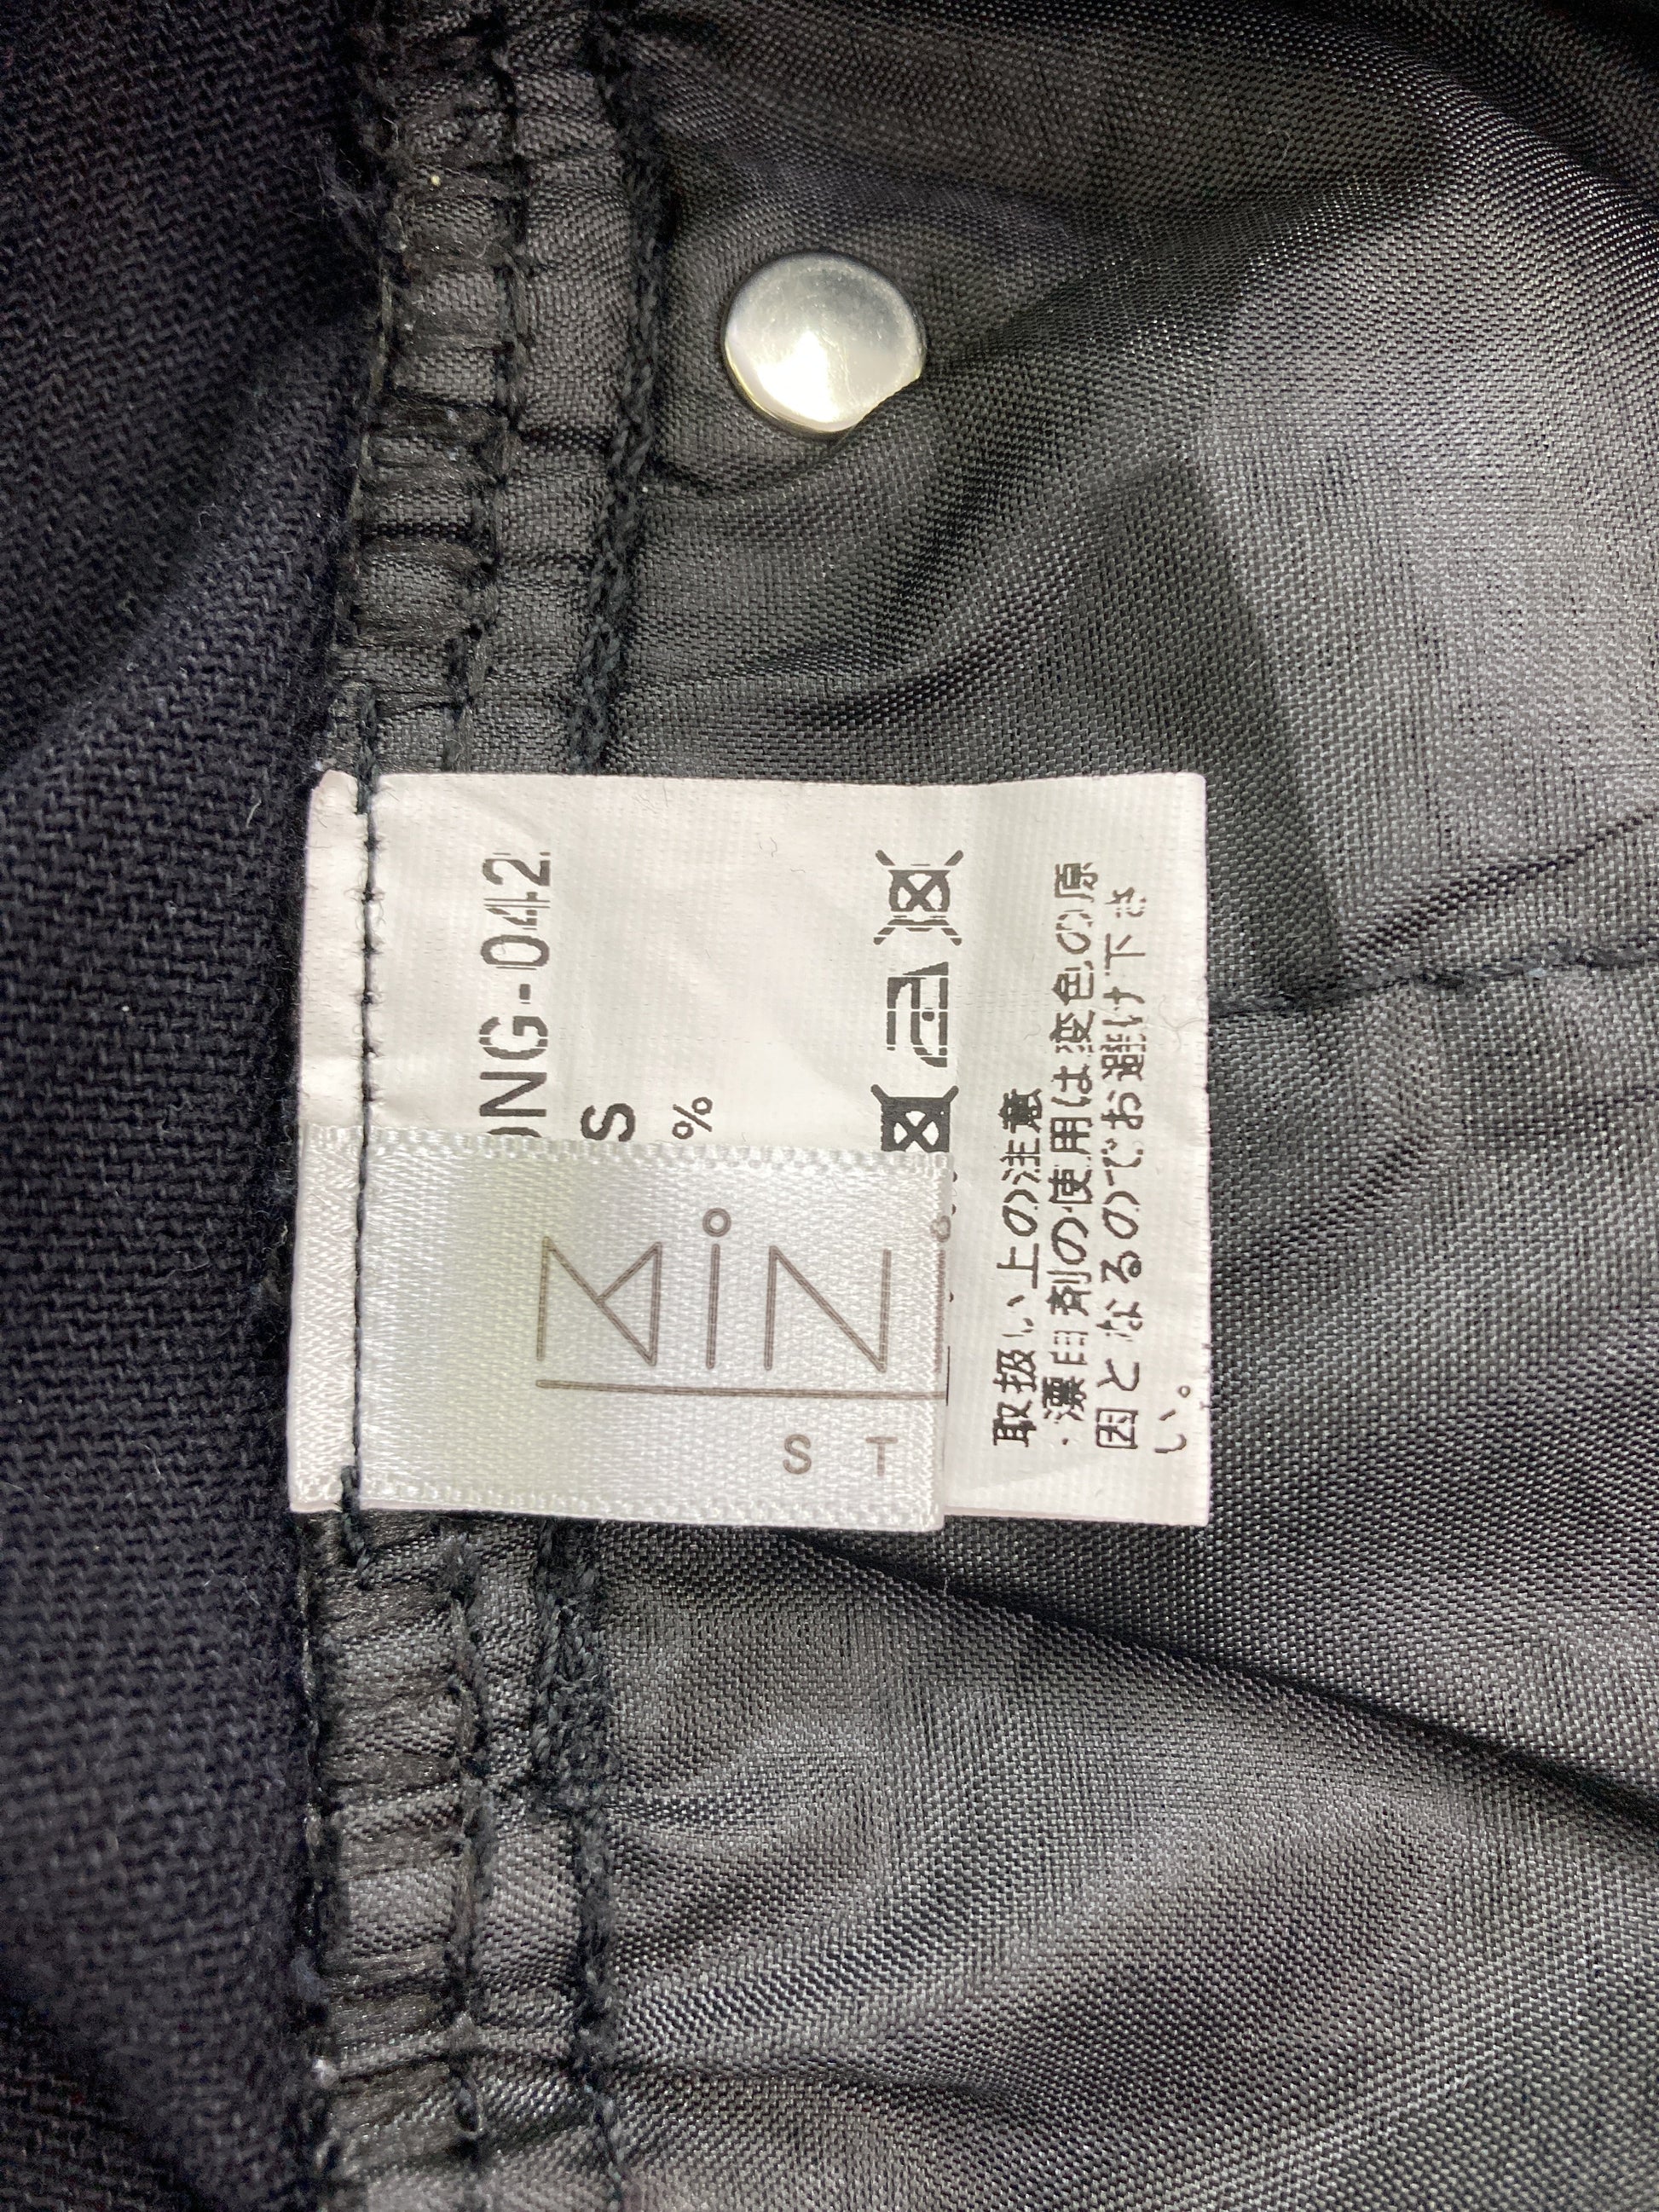 NG-042
S
%
取扱い上の注意
・漂白剤の使用は変色の原
因となるのでお避け下さ
い。
MiN
S T